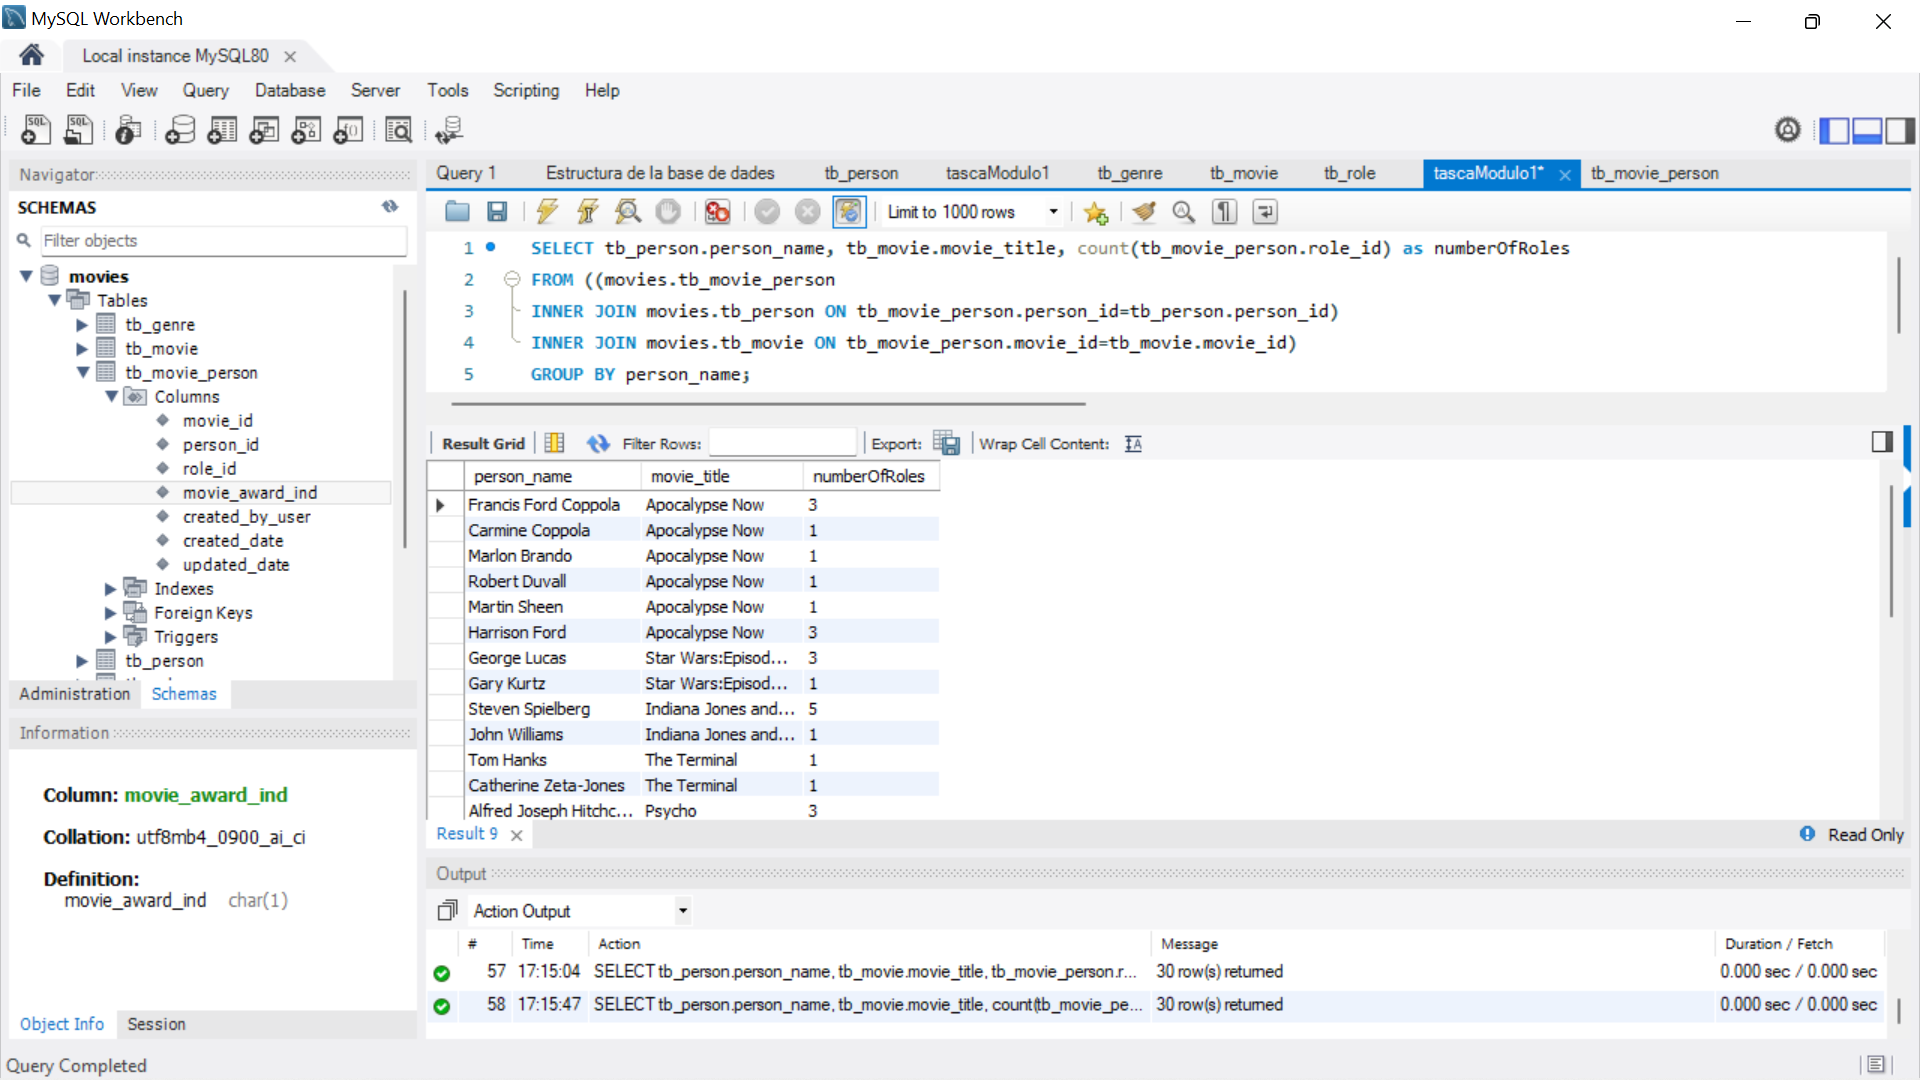 MySQL Workbench
Local instance MySQL80
File Edit View Query Database Server Tools Scripting Help
Navigator
SCHEMAS
Filter objects
movies
Tables
tb_genre
tb_movie
tb_movie_person
Columns
movie_id
person_id
role_id
movie_award_ind
created_by_user
created_date
updated_date
Indexes
Foreign Keys
Triggers
tb_person
Administration Schemas
Information
Column: movie_award_ind
Collation: utf8mb4_0900_ai_ci
Definition:
movie_award_ind char(1)
Object Info Session
Query 1 Estructura de la base de dades tb_person tascaModulo1 tb_genre tb_movie tb_role tascaModulo1* tb_movie_person
Limit to 1000 rows
1 SELECT tb_person.person_name, tb_movie.movie_title, count(tb_movie_person.role_id) as numberOfRoles
2 FROM ((movies.tb_movie_person
3 INNER JOIN movies.tb_person ON tb_movie_person.person_id=tb_person.person_id)
4 INNER JOIN movies.tb_movie ON tb_movie_person.movie_id=tb_movie.movie_id)
5 GROUP BY person_name;
Result Grid Filter Rows: Export: Wrap Cell Content:
person_name movie_title numberOfRoles
Francis Ford Coppola Apocalypse Now 3
Carmine Coppola Apocalypse Now 1
Marlon Brando Apocalypse Now 1
Robert Duvall Apocalypse Now 1
Martin Sheen Apocalypse Now 1
Harrison Ford Apocalypse Now 3
George Lucas Star Wars:Episod... 3
Gary Kurtz Star Wars:Episod... 1
Steven Spielberg Indiana Jones and... 5
John Williams Indiana Jones and... 1
Tom Hanks The Terminal 1
Catherine Zeta-Jones The Terminal 1
Alfred Joseph Hitchc... Psycho 3
Result 9 Read Only
Output
Action Output
# Time Action Message Duration / Fetch
57 17:15:04 SELECT tb_person.person_name, tb_movie.movie_title, tb_movie_person.r... 30 row(s) returned 0.000 sec / 0.000 sec
58 17:15:47 SELECT tb_person.person_name, tb_movie.movie_title, count(tb_movie_pe... 30 row(s) returned 0.000 sec / 0.000 sec
Query Completed